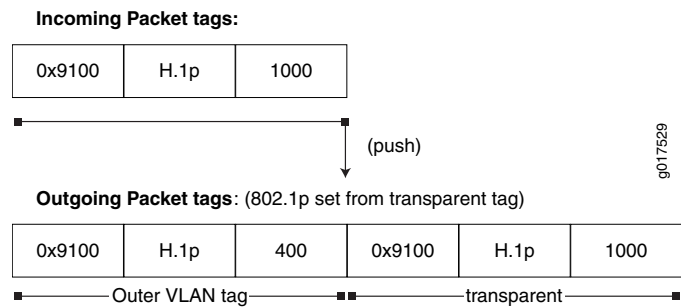 Incoming Packet tags:
0x9100 H.1p 1000
(push)
g017529
Outgoing Packet tags: (802.1p set from transparent tag)
0x9100 H.1p 400 0x9100 H.1p 1000
Outer VLAN tag transparent